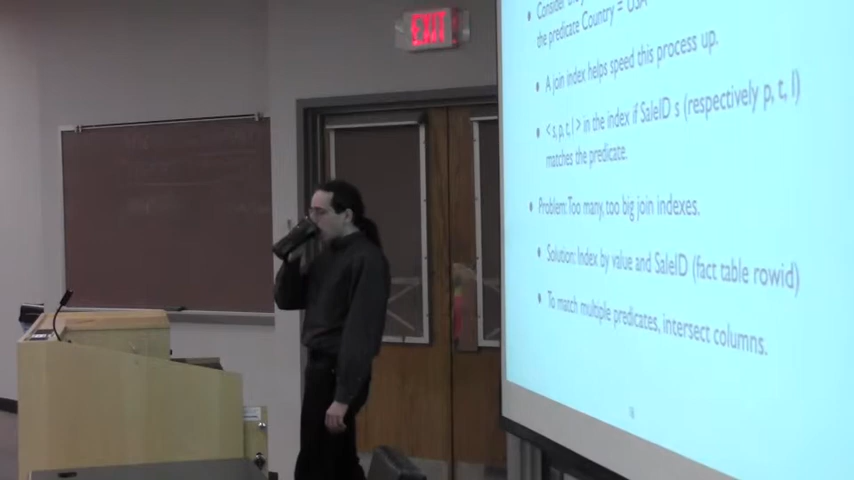 EXIT
• Consider the
the predicate Country = USA
• A join index helps speed this process up.
• < s, p, t, l > in the index if SaleID s (respectively p, t, l)
matches the predicate.
• Problem: Too many, too big join indexes.
• Solution: Index by value and SaleID (fact table rowid)
• To match multiple predicates, intersect columns.